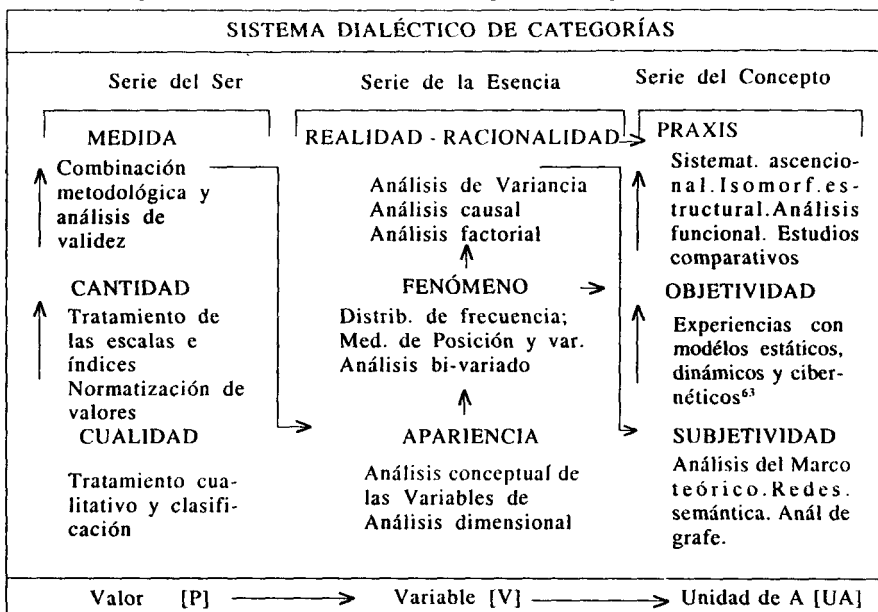 SISTEMA DIALÉCTICO DE CATEGORÍAS
Serie del Ser
MEDIDA
Combinación
metodológica y
análisis de
validez
CANTIDAD
Tratamiento de
las escalas e
índices
Normatización de
valores
CUALIDAD
Tratamiento cua-
litativo y clasifi-
cación
Serie de la Esencia
REALIDAD - RACIONALIDAD
Análisis de Variancia
Análisis causal
Análisis factorial
FENÓMENO
Distrib. de frecuencia;
Med. de Posición y var.
Análisis bi-variado
APARIENCIA
Análisis conceptual de
las Variables de
Análisis dimensional
Serie del Concepto
PRAXIS
Sistemat. ascencio-
nal.Isomorf.es-
tructural.Análisis
funcional. Estudios
comparativos
OBJETIVIDAD
Experiencias con
modélos estáticos,
dinámicos y ciber-
néticos63
SUBJETIVIDAD
Análisis del Marco
teórico.Redes.
semántica. Anál de
grafe.
Valor [P] → Variable [V] → Unidad de A [UA]